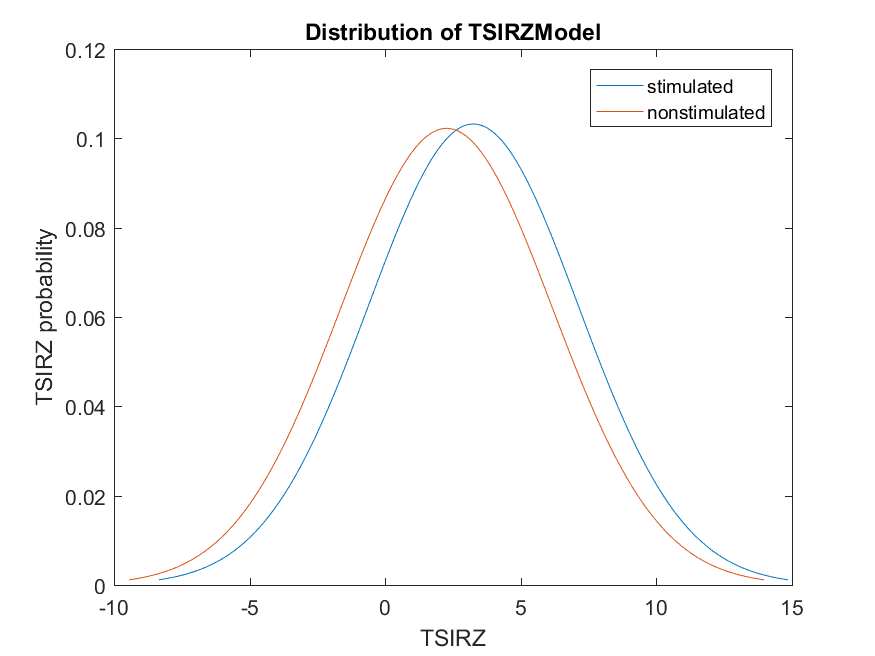 Distribution of TSIRZModel
0.12
0.1
0.08
0.06
0.04
0.02
0
TSIRZ probability
stimulated
nonstimulated
-10
-5
0
5
10
15
TSIRZ